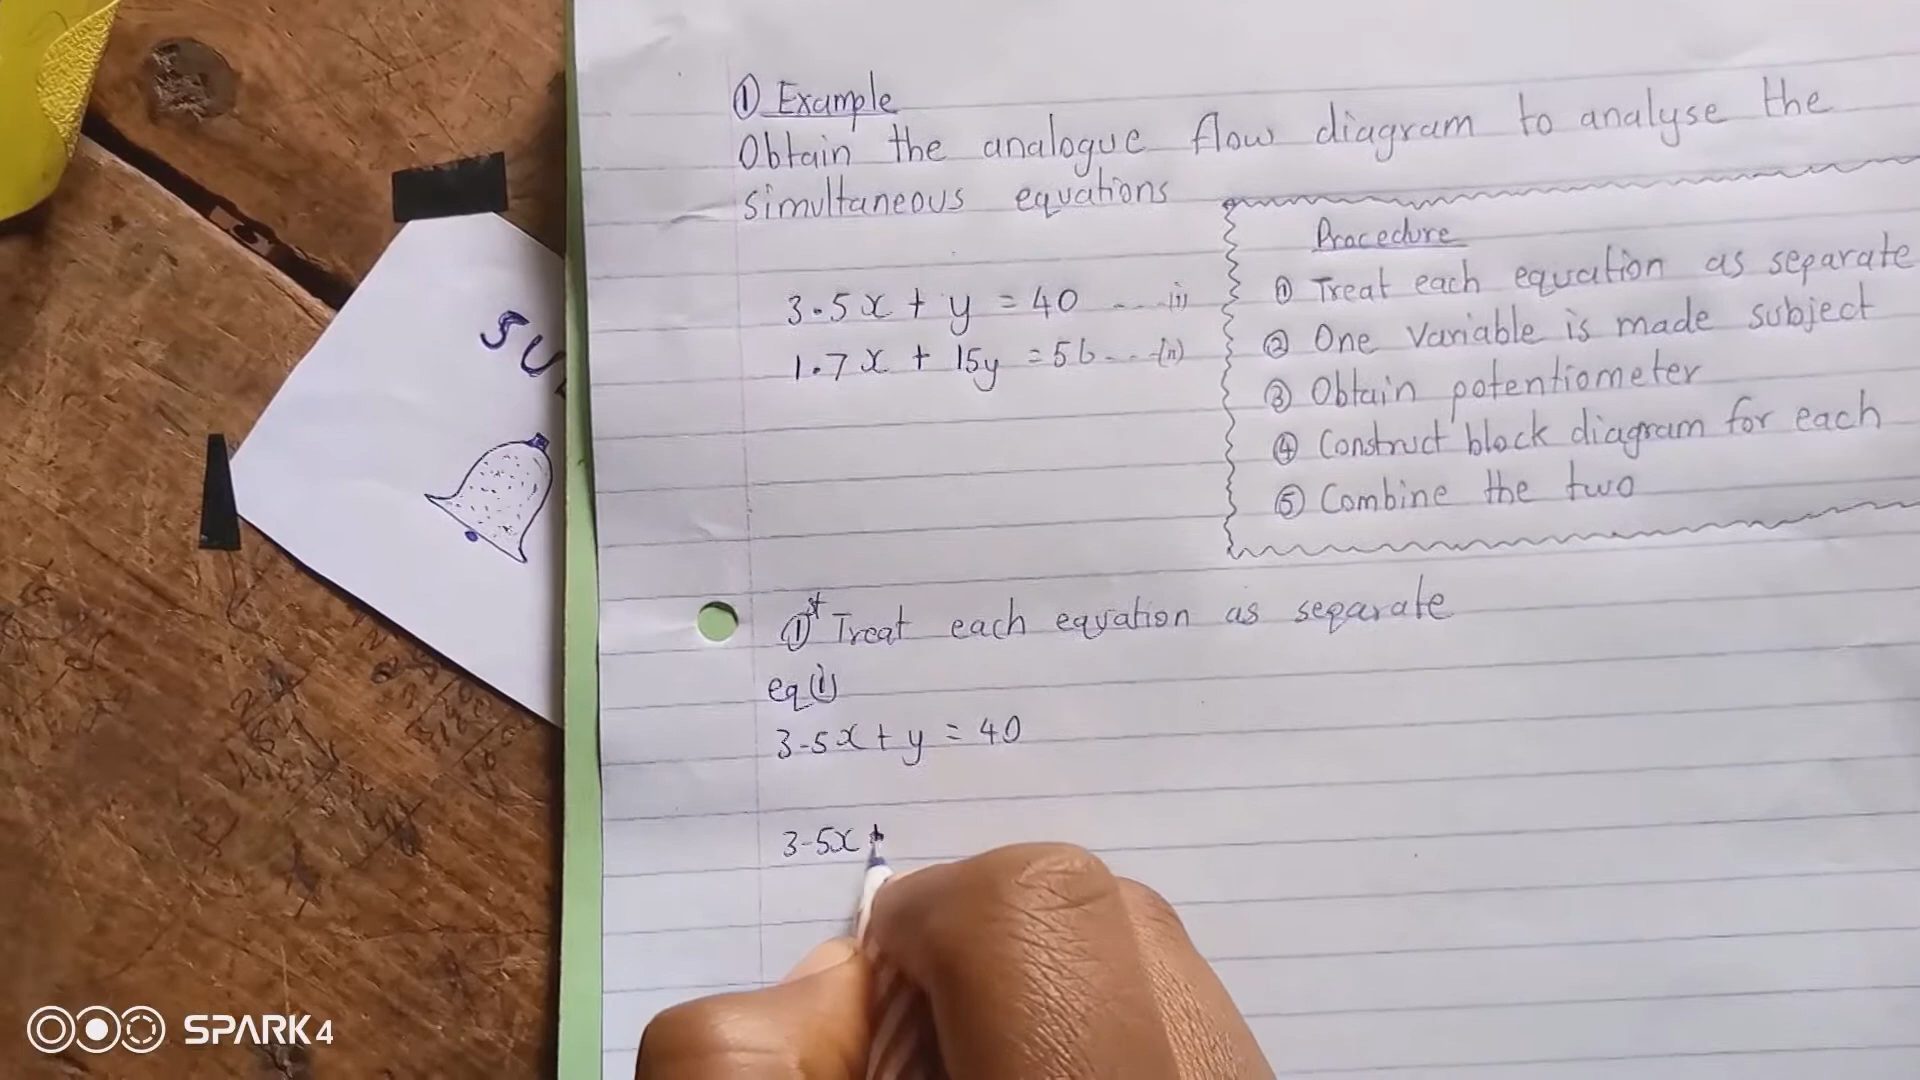 ① Example
Obtain the analogue flow diagram to analyse the
simultaneous equations
3.5x + y = 40 ---(i)
1.7x + 15y = 56 ---(ii)
Procedure
① Treat each equation as separate
② One Variable is made subject
③ Obtain potentiometer
④ Construct block diagram for each
⑤ Combine the two
①st Treat each equation as separate
eq(i)
3.5x + y = 40
3.5x +
SPARK 4